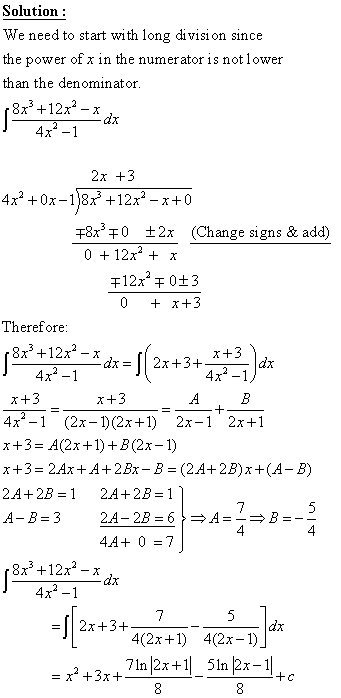 Solution :
We need to start with long division since
the power of x in the numerator is not lower
than the denominator.
∫ (8x³+12x²−x)/(4x²−1) dx
2x +3
4x²+0x−1)8x³+12x²−x+0
∓8x³∓0 ±2x (Change signs & add)
0 +12x² + x
∓12x²∓0±3
0 + x+3
Therefore:
∫ (8x³+12x²−x)/(4x²−1) dx = ∫ (2x+3+(x+3)/(4x²−1)) dx
(x+3)/(4x²−1) = (x+3)/((2x−1)(2x+1)) = A/(2x−1) + B/(2x+1)
x+3= A(2x+1)+B(2x−1)
x+3= 2Ax+A+2Bx−B=(2A+2B)x+(A−B)
2A+2B=1 2A+2B=1
A−B=3 2A−2B=6 } ⇒A=7/4⇒B=−5/4
4A+ 0 =7
∫ (8x³+12x²−x)/(4x²−1) dx
=∫[2x+3+7/(4(2x+1))−5/(4(2x−1))]dx
= x²+3x+7ln|2x+1|/8−5ln|2x−1|/8+c